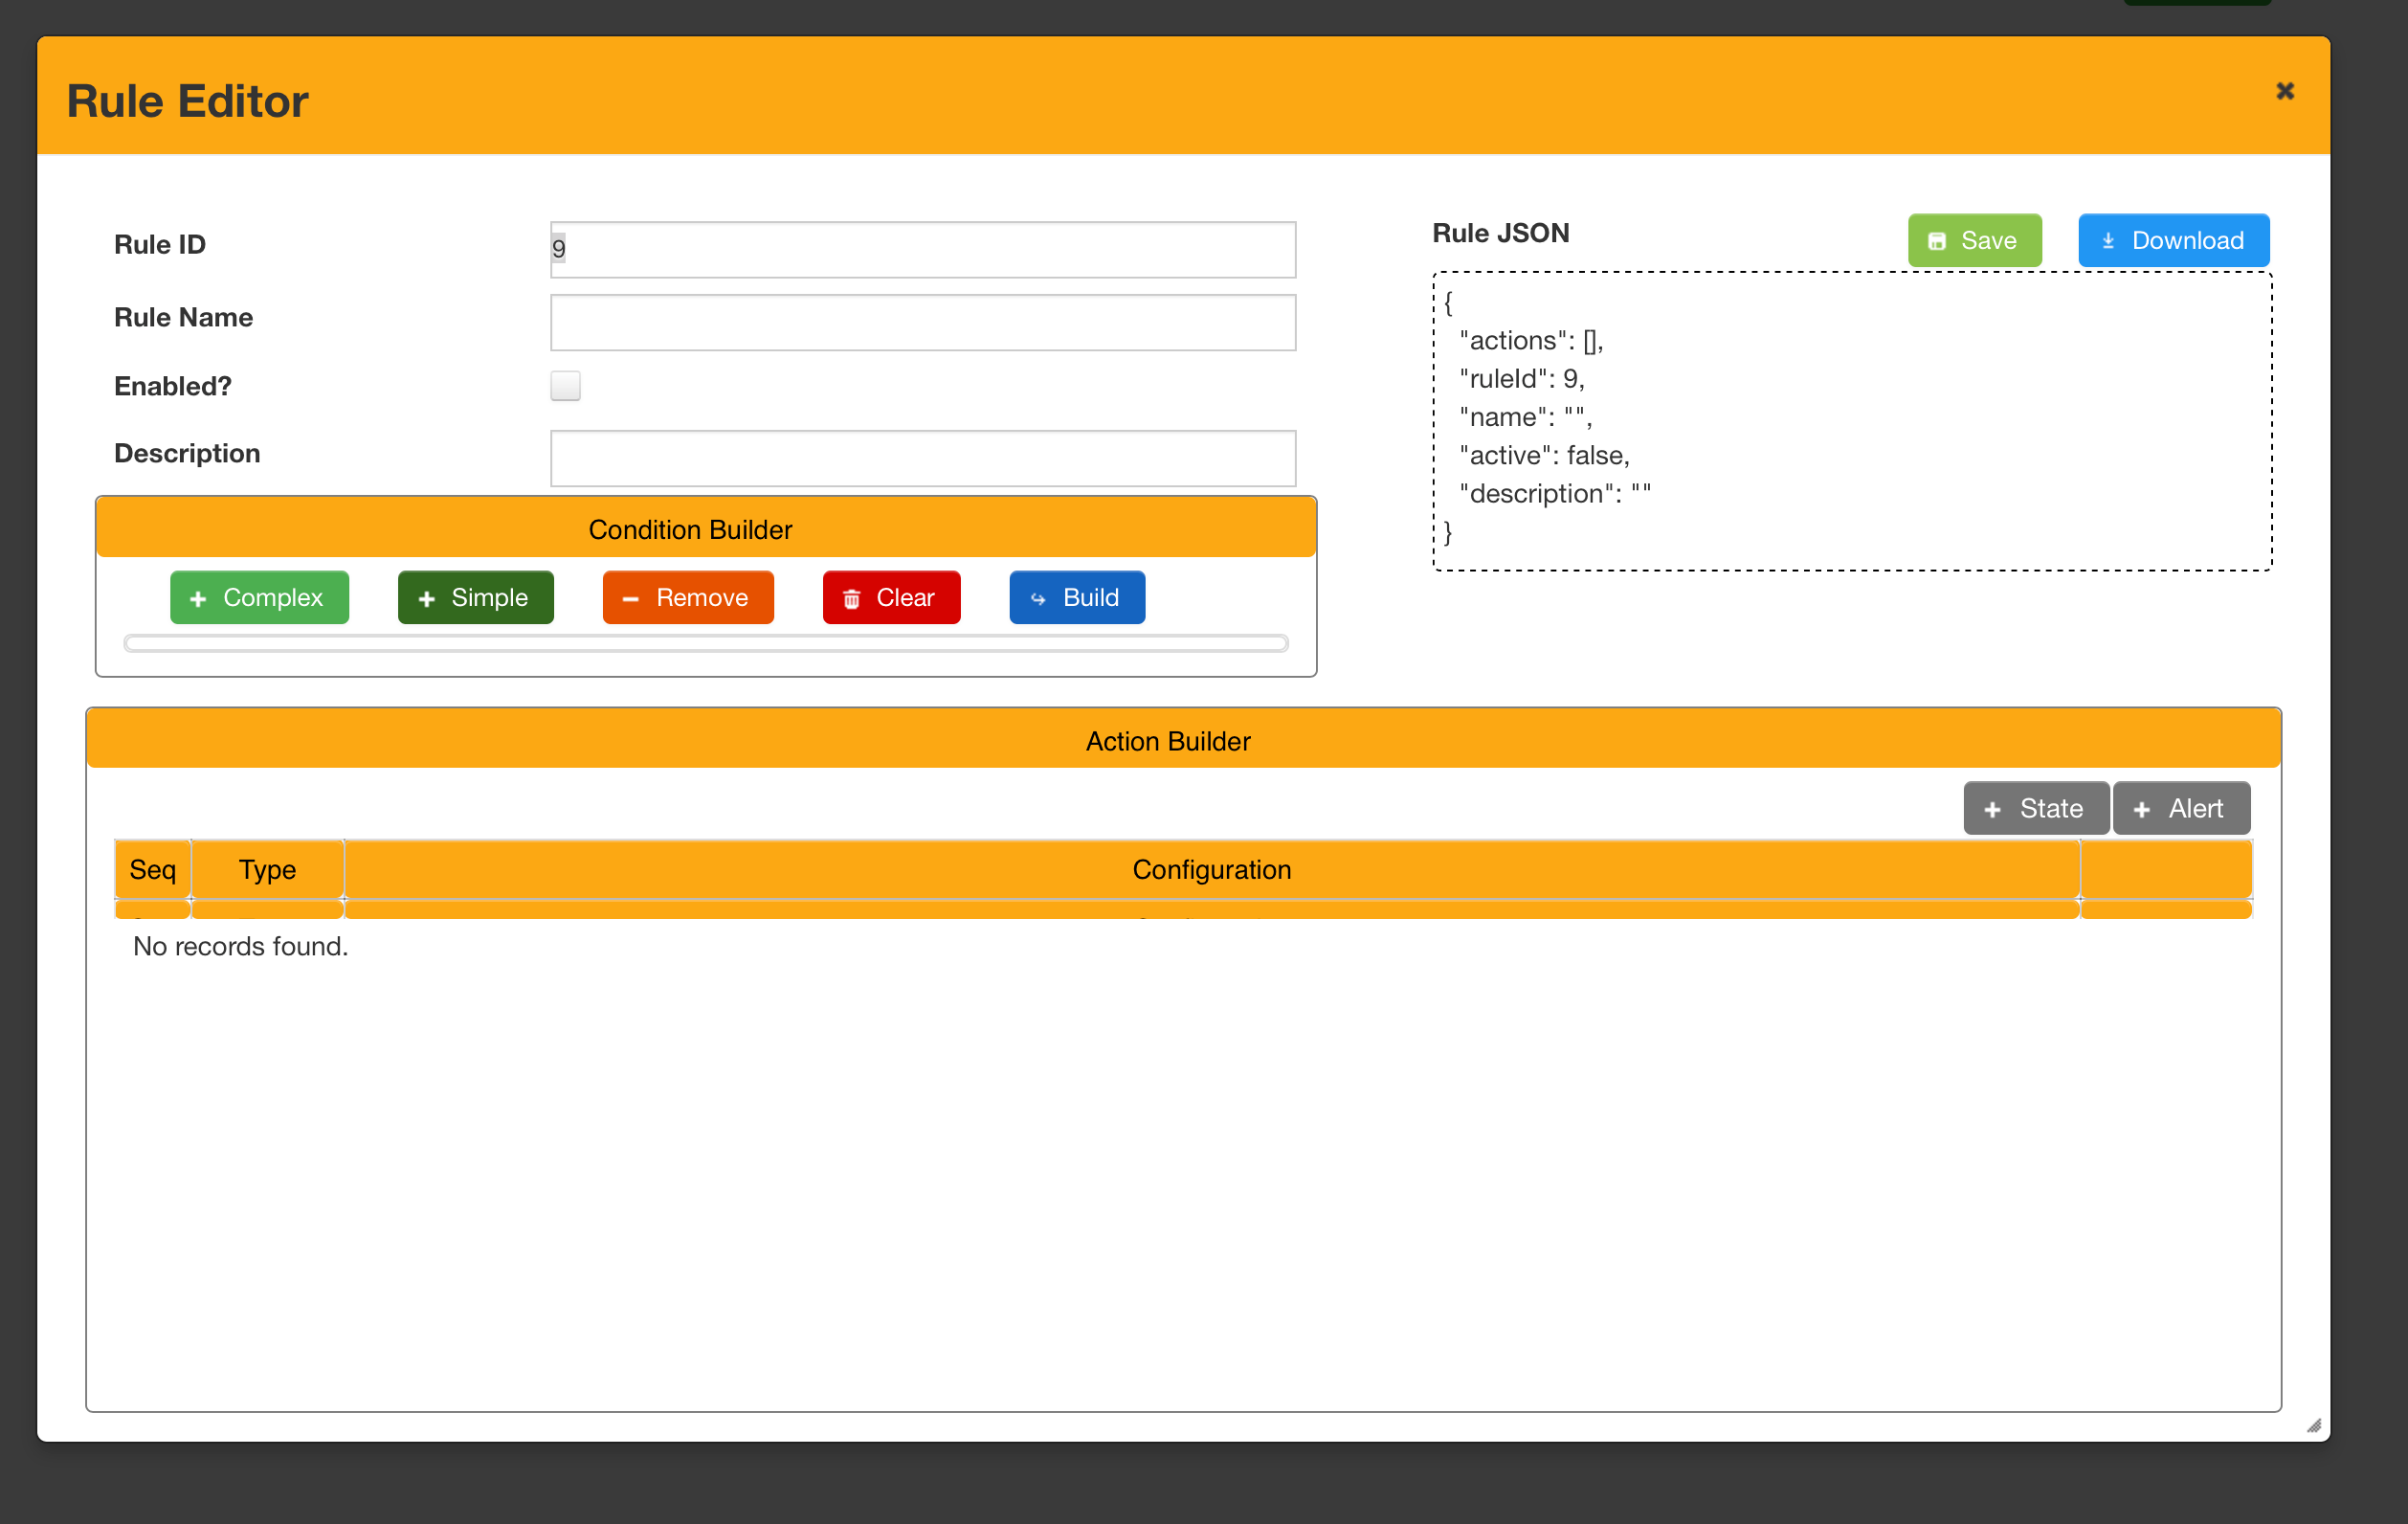 Rule Editor
Rule ID
9
Rule Name
Enabled?
Description
Rule JSON
Save
Download
{
"actions": [],
"ruleId": 9,
"name": "",
"active": false,
"description": ""
}
Condition Builder
Complex
Simple
Remove
Clear
Build
Action Builder
State
Alert
Seq
Type
Configuration
No records found.